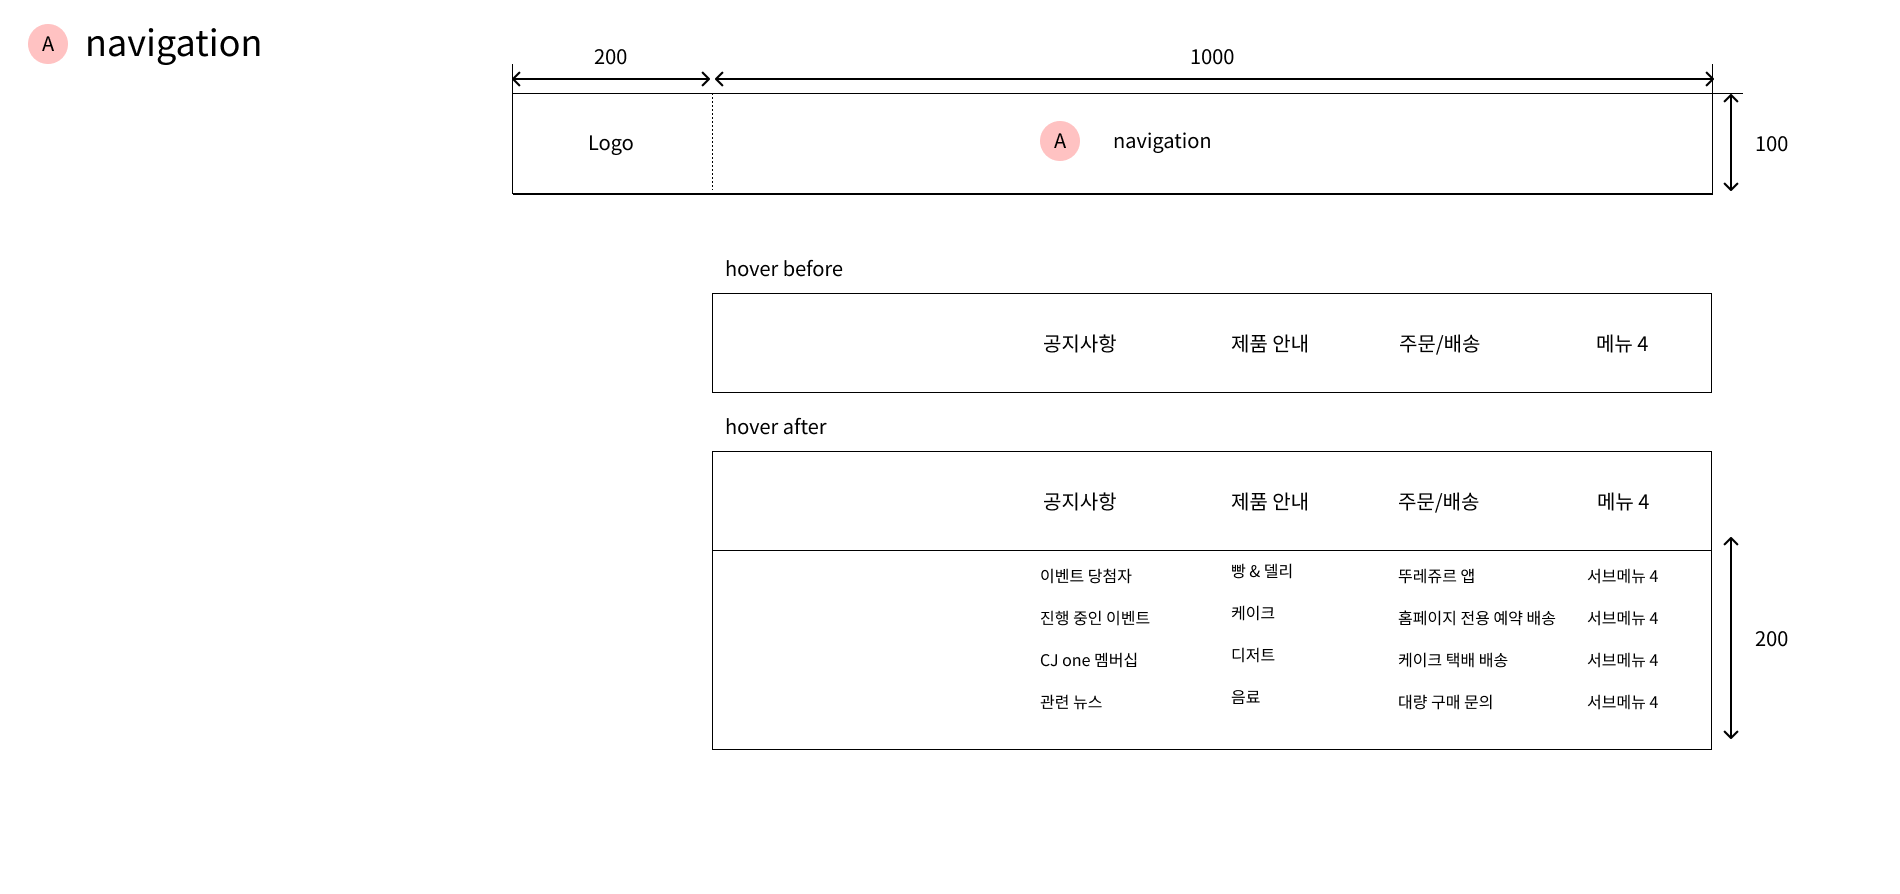 A navigation
200 1000
Logo
A navigation
100
hover before
공지사항 제품 안내 주문/배송 메뉴 4
hover after
공지사항 제품 안내 주문/배송 메뉴 4
이벤트 당첨자 빵 & 델리 뚜레쥬르 앱 서브메뉴 4
진행 중인 이벤트 케이크 홈페이지 전용 예약 배송 서브메뉴 4
200
CJ one 멤버십 디저트 케이크 택배 배송 서브메뉴 4
관련 뉴스 음료 대량 구매 문의 서브메뉴 4